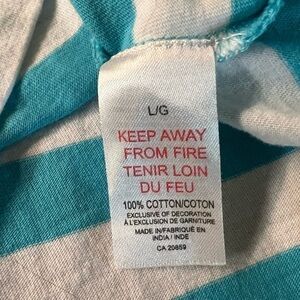 L/G
KEEP AWAY
FROM FIRE
TENIR LOIN
DU FEU
100% COTTON/COTON
EXCLUSIVE OF DECORATION
À L'EXCLUSION DE GARNITURE
MADE IN/FABRIQUÉ EN
INDIA / INDE
CA 20859